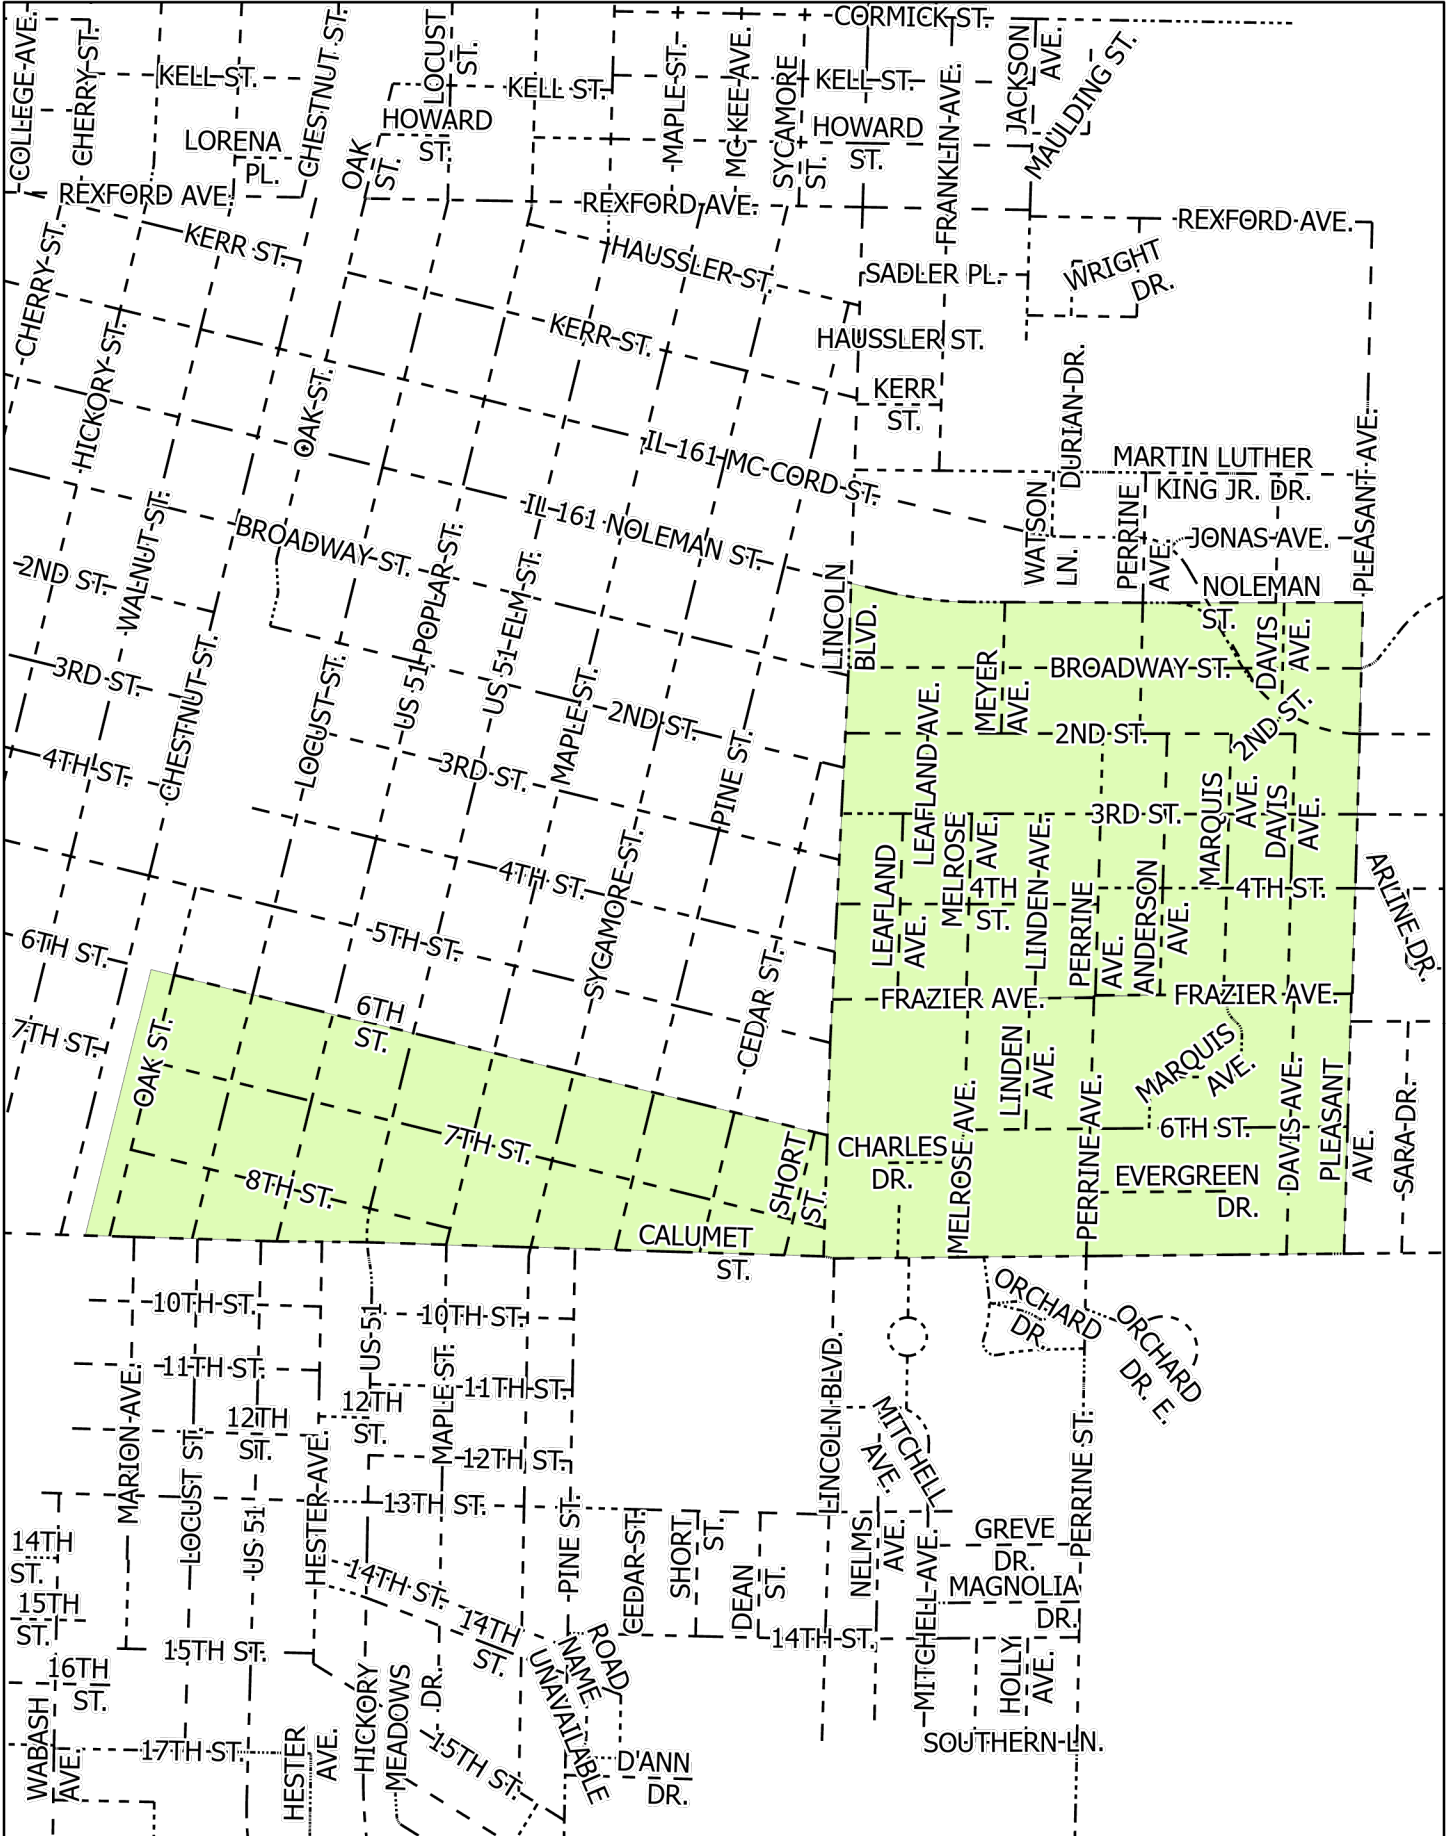 CORMICK ST.
COLLEGE AVE.
CHERRY ST.
KELL ST.
CHESTNUT ST.
LOCUST
ST.
KELL ST.
MAPLE ST.
MC KEE AVE.
SYCAMORE
ST.
KELL ST.
FRANKLIN AVE.
JACKSON
AVE.
MAULDING ST.
LORENA
PL.
OAK
ST.
HOWARD
ST.
HOWARD
ST.
REXFORD AVE.
REXFORD AVE.
REXFORD AVE.
CHERRY ST.
KERR ST.
HAUSSLER ST.
SADLER PL.
WRIGHT
DR.
HICKORY ST.
KERR ST.
HAUSSLER ST.
OAK ST.
KERR
ST.
DURIAN DR.
PLEASANT AVE.
IL 161 MC CORD ST.
MARTIN LUTHER
KING JR. DR.
WALNUT ST.
BROADWAY ST.
IL 161 NOLEMAN ST.
WATSON
LN.
PERRINE
AVE.
JONAS AVE.
2ND ST.
US 51 POPLAR ST.
US 51 ELM ST.
LINCOLN
BLVD.
NOLEMAN
ST.
DAVIS
AVE.
3RD ST.
CHESTNUT ST.
LOCUST ST.
MAPLE ST.
2ND ST.
MEYER
AVE.
BROADWAY ST.
2ND ST.
2ND ST.
4TH ST.
3RD ST.
PINE ST.
LEAFLAND AVE.
3RD ST.
MARQUIS
AVE.
DAVIS
AVE.
4TH ST.
SYCAMORE ST.
LEAFLAND
AVE.
MELROSE
AVE.
4TH
ST.
LINDEN AVE.
PERRINE
AVE.
ANDERSON
AVE.
4TH ST.
ARLINE DR.
6TH ST.
5TH ST.
CEDAR ST.
FRAZIER AVE.
FRAZIER AVE.
7TH ST.
OAK ST.
6TH
ST.
LINDEN
AVE.
MARQUIS
AVE.
7TH ST.
SHORT
ST.
CHARLES
DR.
MELROSE AVE.
PERRINE AVE.
6TH ST.
DAVIS AVE.
PLEASANT
AVE.
SARA DR.
8TH ST.
EVERGREEN
DR.
CALUMET
ST.
10TH ST.
10TH ST.
US 51
ORCHARD
DR.
ORCHARD
DR. E.
11TH ST.
11TH ST.
MARION AVE.
LOCUST ST.
12TH
ST.
12TH
ST.
MAPLE ST.
LINCOLN BLVD.
MITCHELL
AVE.
12TH ST.
HESTER AVE.
13TH ST.
PERRINE ST.
14TH
ST.
US 51
PINE ST.
CEDAR ST.
SHORT
ST.
DEAN
ST.
NELMS
AVE.
MITCHELL AVE.
GREVE
DR.
MAGNOLIA
DR.
15TH
ST.
14TH ST.
14TH
ST.
14TH ST.
15TH ST.
16TH
ST.
HICKORY
MEADOWS
DR.
ROAD
NAME
UNAVAILABLE
HOLLY
AVE.
WABASH
AVE.
17TH ST.
HESTER
AVE.
15TH ST.
D'ANN
DR.
SOUTHERN LN.